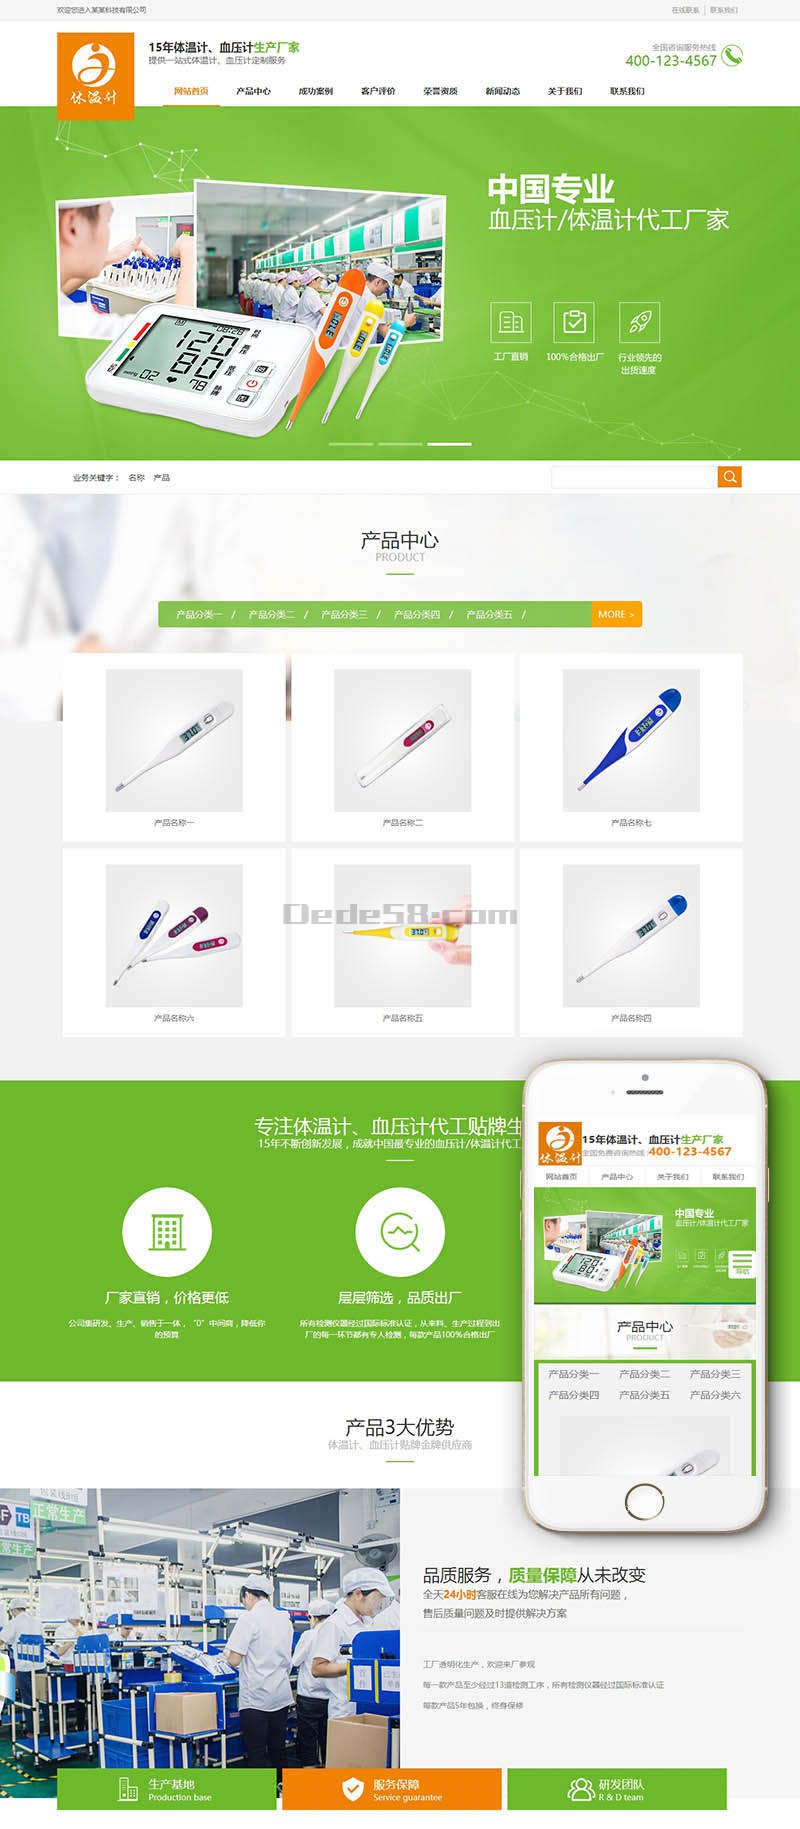 欢迎您进入某某科技有限公司
在线联系 | 联系我们
休温计
15年体温计、血压计生产厂家
提供一站式体温计、血压计定制服务
全国咨询服务热线
400-123-4567
网站首页 产品中心 成功案例 客户评价 荣誉资质 新闻动态 关于我们 联系我们
中国专业
血压计/体温计代工厂家
工厂直销 100%合格出厂 行业领先的
出货速度
08:28
120
80
78
业务关键字： 名称 产品
产品中心
PRODUCT
产品分类一 / 产品分类二 / 产品分类三 / 产品分类四 / 产品分类五 / MORE >
产品名称一 产品名称二 产品名称七
Dede58.com
产品名称六 产品名称五 产品名称四
专注体温计、血压计代工贴牌生
15年不断创新发展，成就中国最专业的血压计/体温计代工
厂家直销，价格更低
公司集研发、生产、销售于一体，“0”中间商，降低你
的预算
层层筛选，品质出厂
所有检测仪器经过国际标准认证，从来料、生产过程到出
厂的每一环节都有专人检测，每款产品100%合格出厂
休温计
15年体温计、血压计生产厂家
全国免费咨询热线：400-123-4567
网站首页 产品中心 关于我们 联系我们
中国专业
血压计/体温计代工厂家
导航
产品中心
PRODUCT
产品分类一 产品分类二 产品分类三
产品分类四 产品分类五 产品分类六
产品3大优势
体温计、血压计贴牌金牌供应商
正常生产
TB
品质服务，质量保障从未改变
全天24小时客服在线为您解决产品所有问题，
售后质量问题及时提供解决方案
工厂透明化生产，欢迎来厂参观
每一款产品至少经过13道检测工序，所有检测仪器经过国际标准认证
每款产品5年包换，终身保修
生产基地
Production base
服务保障
Service guarantee
研发团队
R & D team